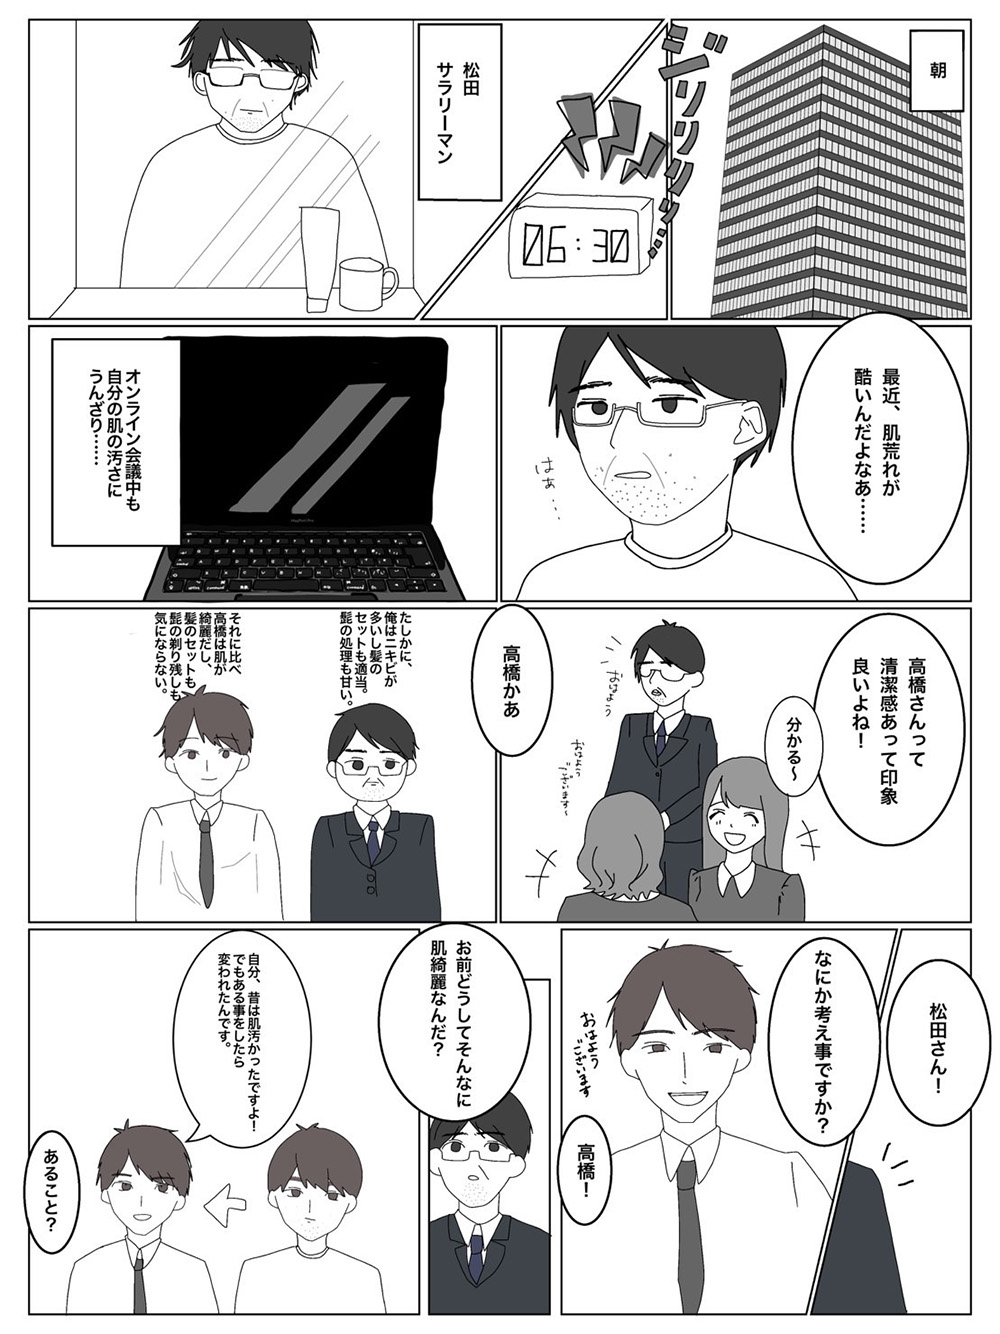 朝
ジリリリリッ…
06:30
松田
サラリーマン
最近、肌荒れが
酷いんだよなあ……
はぁ…
オンライン会議中も
自分の肌の汚さに
うんざり……
高橋さんって
清潔感あって印象
良いよね！
分かる〜
おはよう
おはよう
ございます〜
高橋かあ
たしかに、
俺はニキビが
多いし髪の
セットも適当。
髭の処理も甘い。
それに比べ
高橋は肌が
綺麗だし、
髪のセットも
髭の剃り残しも
気にならない。
松田さん！
なにか考え事ですか？
おはよう
ございます
高橋！
お前どうしてそんなに
肌綺麗なんだ？
自分、昔は肌汚かったですよ！
でもある事をしたら
変われたんです。
あること？